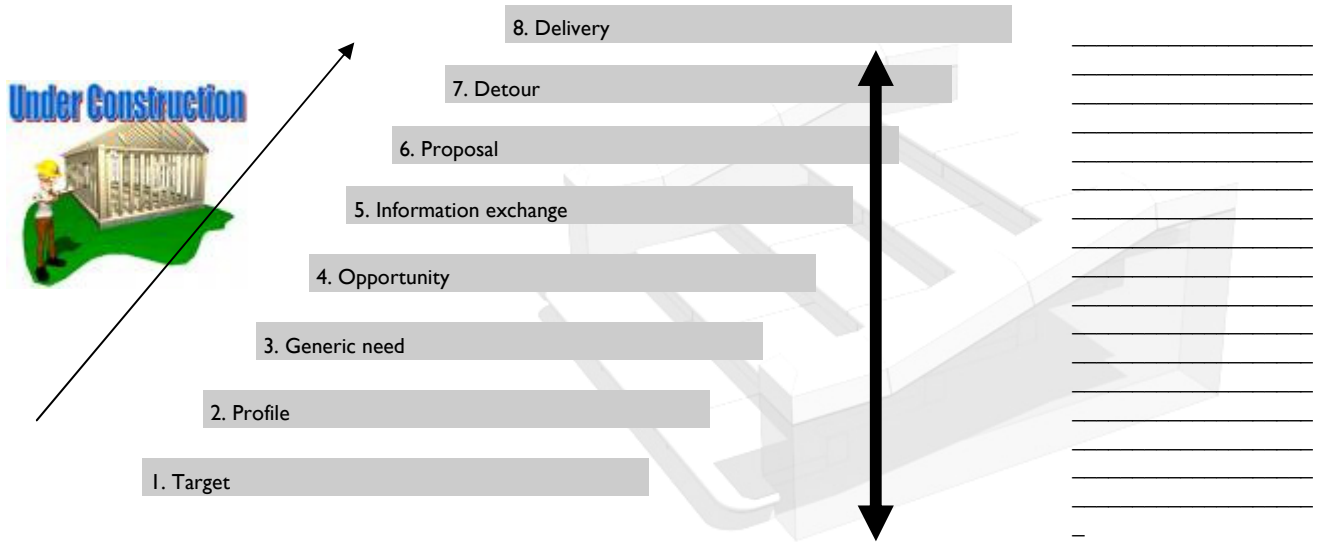 8. Delivery
Under Construction
7. Detour
6. Proposal
5. Information exchange
4. Opportunity
3. Generic need
2. Profile
1. Target